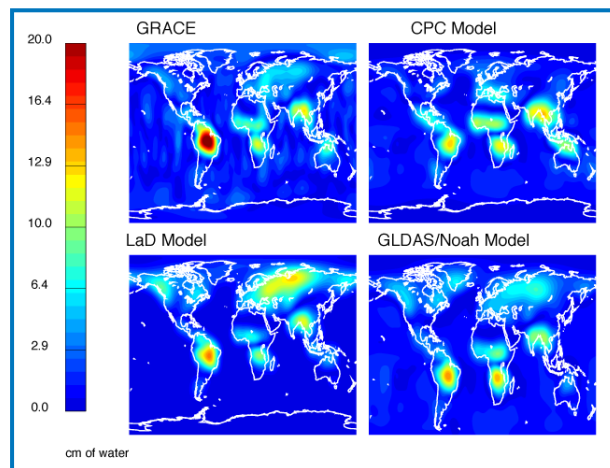 GRACE
CPC Model
20.0
16.4
12.9
10.0
6.4
2.9
0.0
cm of water
LaD Model
GLDAS/Noah Model